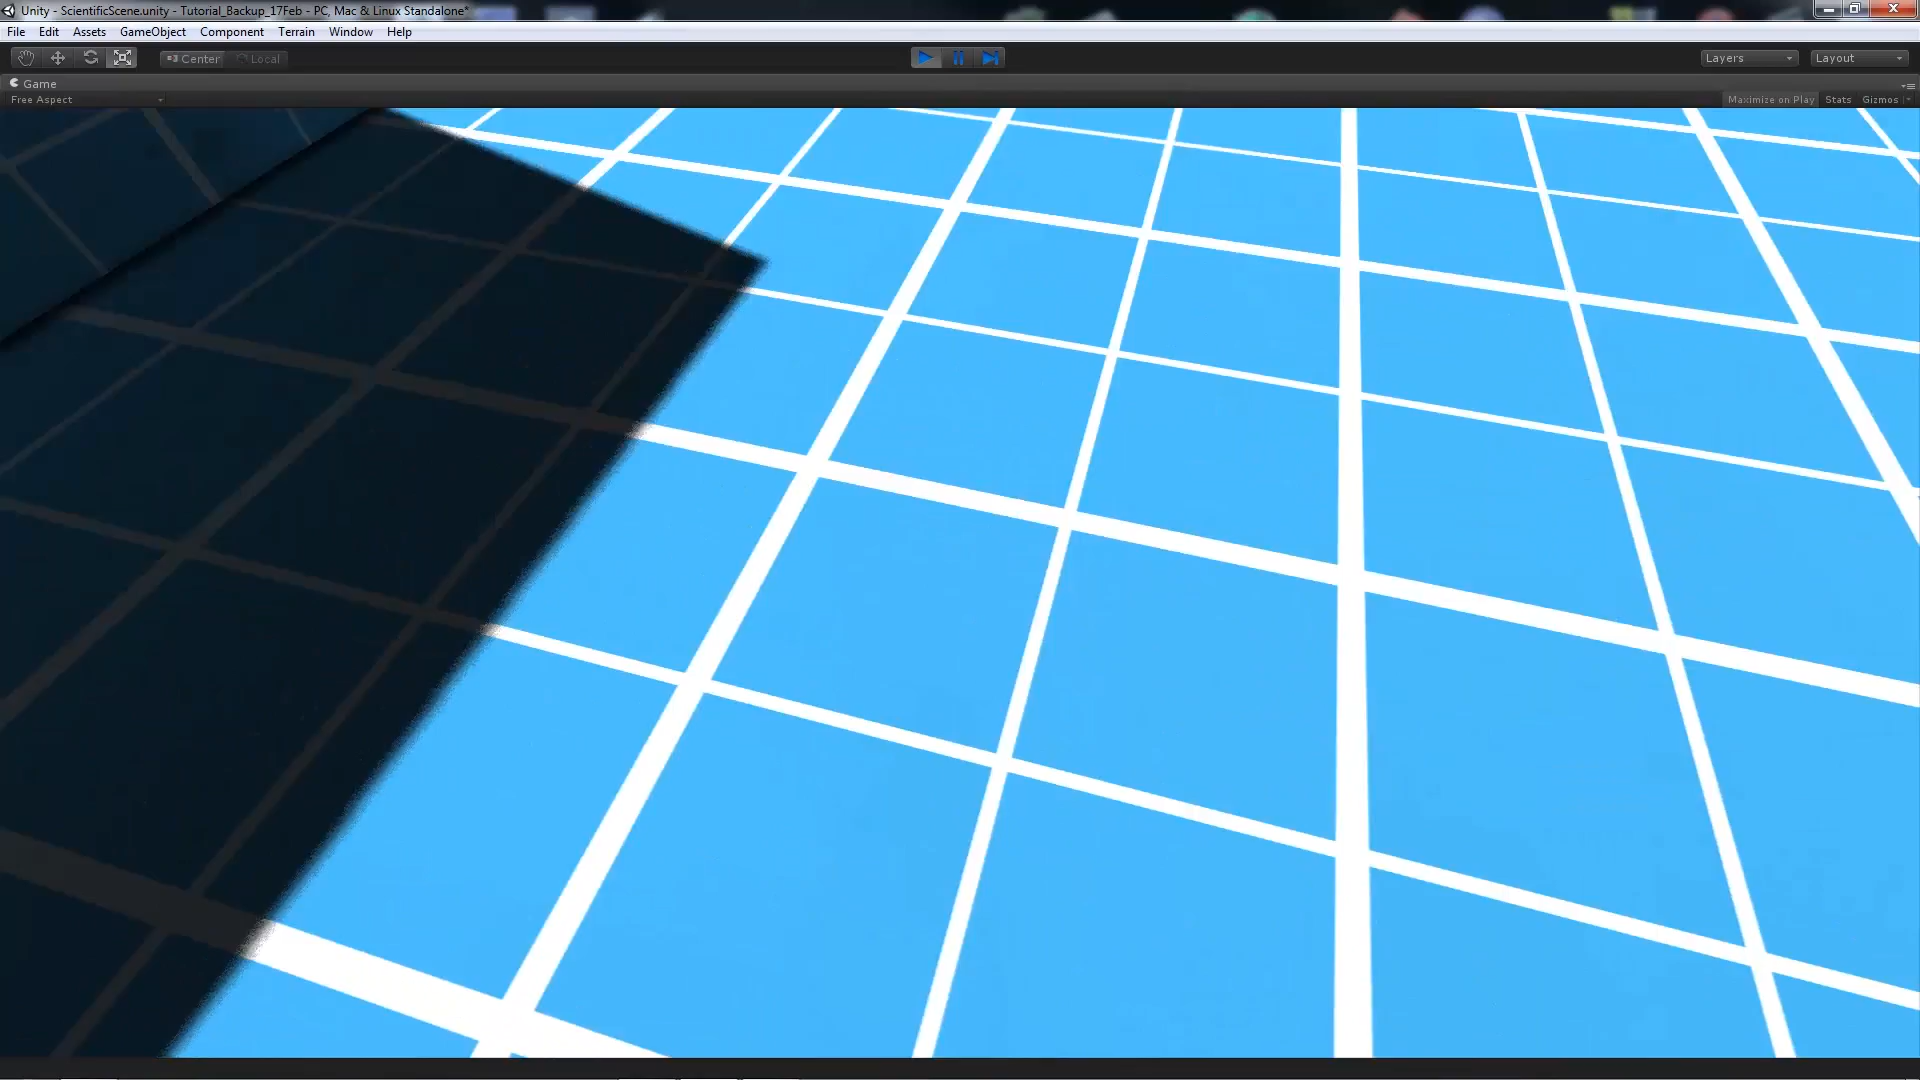 Unity - ScientificScene.unity - Tutorial_Backup_17Feb - PC, Mac & Linux Standalone*
File Edit Assets GameObject Component Terrain Window Help
Center Local Layers Layout
Game
Free Aspect Maximize on Play Stats Gizmos